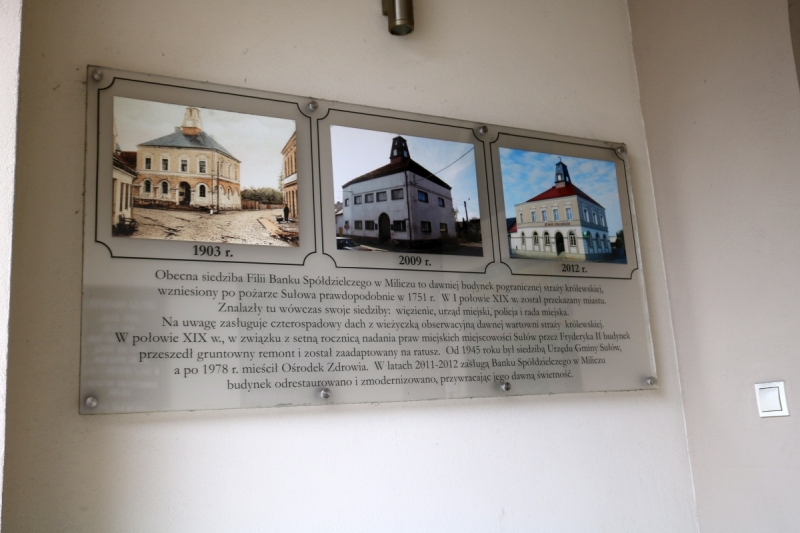 1903 r.
2009 r.
2012 r.
Obecna siedziba Filii Banku Spółdzielczego w Miliczu to dawniej budynek pogranicznej straży królewskiej,
wzniesiony po pożarze Sułowa prawdopodobnie w 1751 r. W I połowie XIX w. został przekazany miastu.
Znalazły tu wówczas swoje siedziby: więzienie, urząd miejski, policja i rada miejska.
Na uwagę zasługuje czterospadowy dach z wieżyczką obserwacyjną dawnej wartowni straży królewskiej.
W połowie XIX w., w związku z setną rocznicą nadania praw miejskich miejscowości Sułów przez Fryderyka II budynek
przeszedł gruntowny remont i został zaadaptowany na ratusz. Od 1945 roku był siedzibą Urzędu Gminy Sułów,
a po 1978 r. mieścił Ośrodek Zdrowia. W latach 2011-2012 zasługą Banku Spółdzielczego w Miliczu
budynek odrestaurowano i zmodernizowano, przywracając jego dawną świetność.